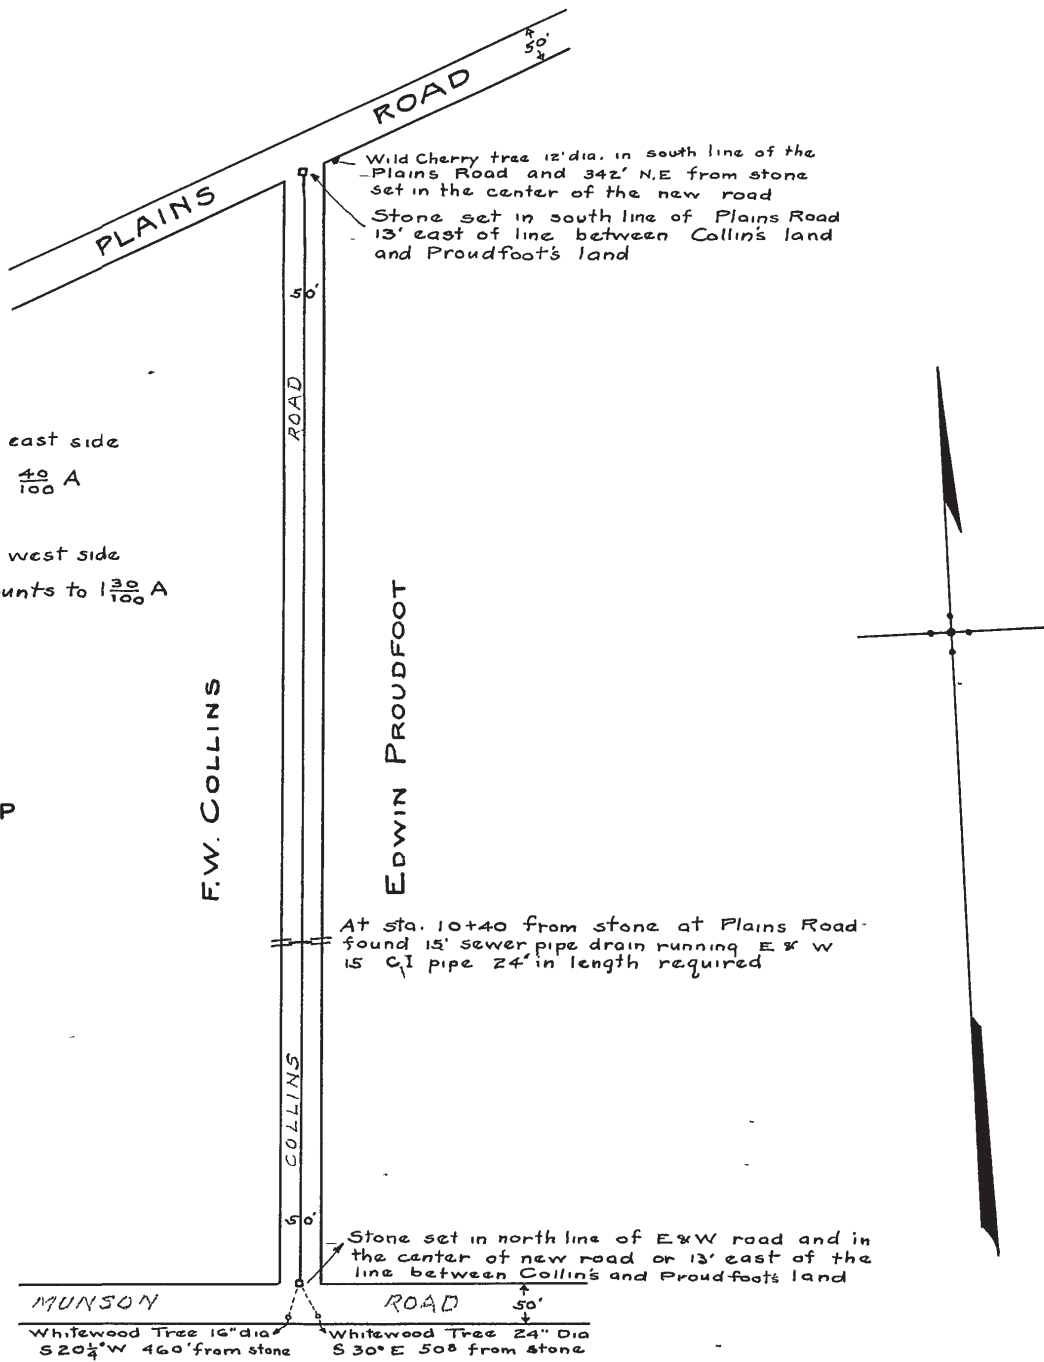 50'
PLAINS ROAD
Wild Cherry tree 12' dia. in south line of the
Plains Road and 342' N.E from stone
set in the center of the new road
Stone set in south line of Plains Road
13' east of line between Collin's land
and Proudfoot's land
50'
ROAD
east side
40/100 A
west side
unts to 1 30/100 A
F.W. COLLINS
EDWIN PROUDFOOT
P
At sta. 10+40 from stone at Plains Road
found 15' sewer pipe drain running E & W
15 C,I pipe 24' in length required
COLLINS
50'
Stone set in north line of E&W road and in
the center of new road or 13' east of the
line between Collin's and Proudfoots land
MUNSON ROAD
50'
Whitewood Tree 16" dia
S 20 1/4° W 460' from stone
Whitewood Tree 24" Dia
S 30° E 508 from stone